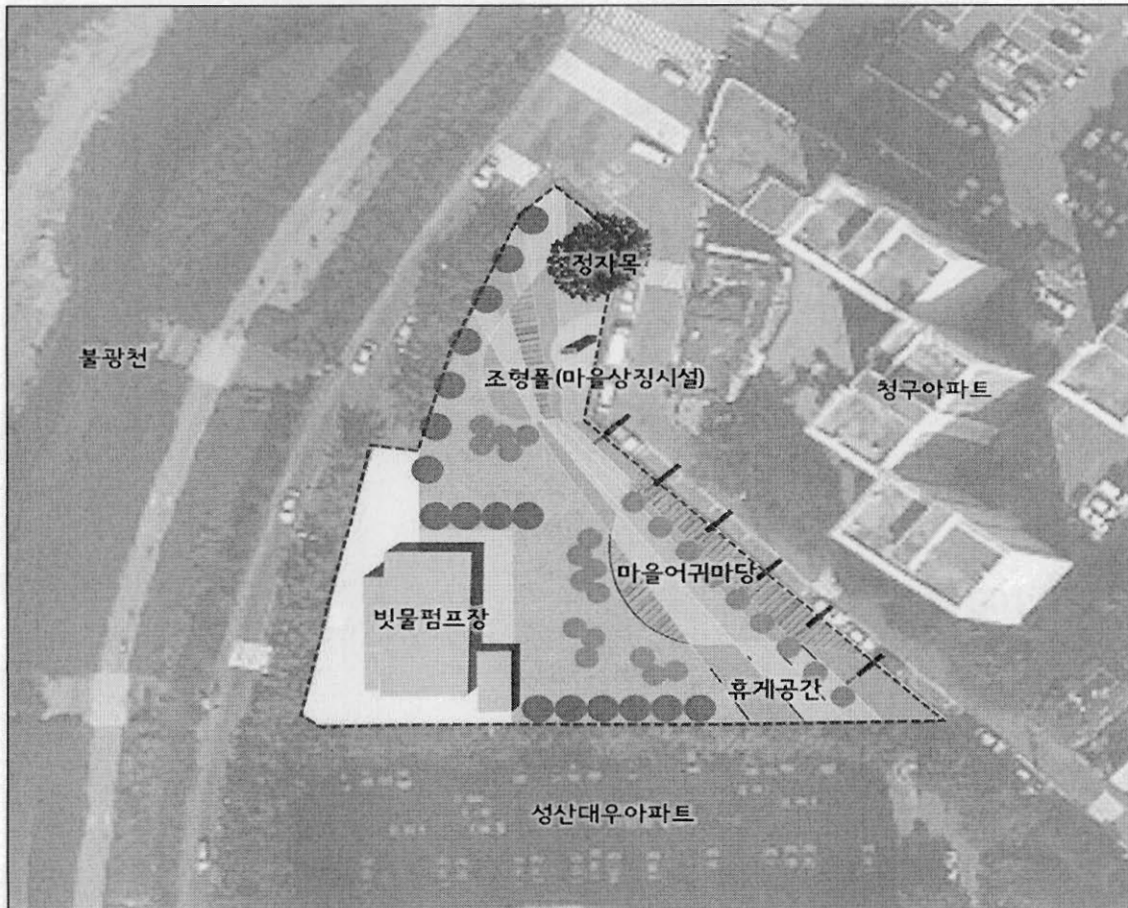 정자목
불광천
조형폴(마을상징시설)
청구아파트
마을어귀마당
빗물펌프장
휴게공간
성산대우아파트